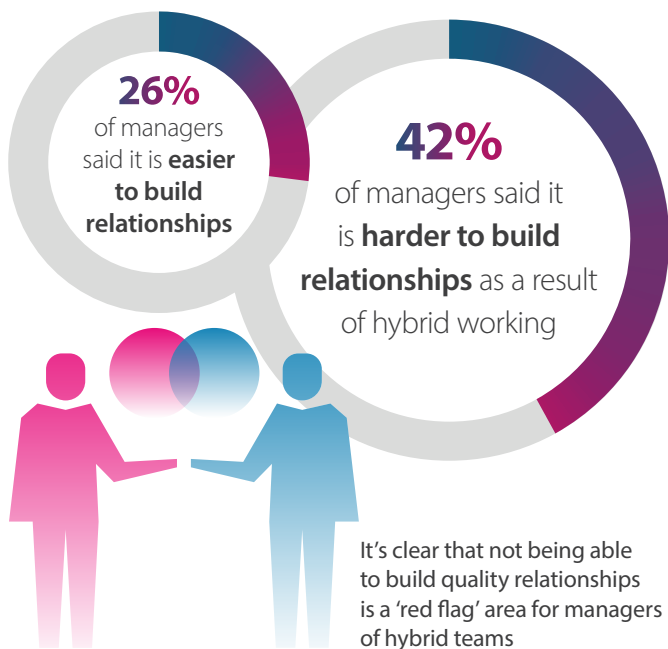 26%
of managers
said it is easier
to build
relationships
42%
of managers said it
is harder to build
relationships as a result
of hybrid working
It's clear that not being able
to build quality relationships
is a ‘red flag’ area for managers
of hybrid teams